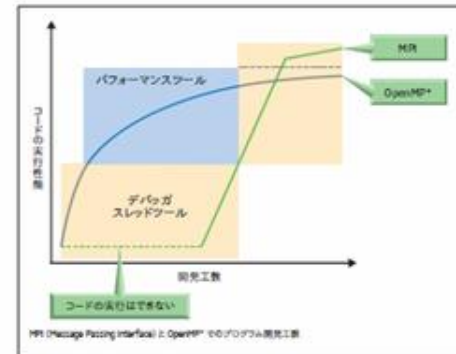 MPI
パフォーマンスツール
OpenMP*
コードの実行性能
デバッガ
スレッドツール
開発工数
コードの実行はできない
MPI (Message Passing Interface) と OpenMP* でのプログラム開発工数